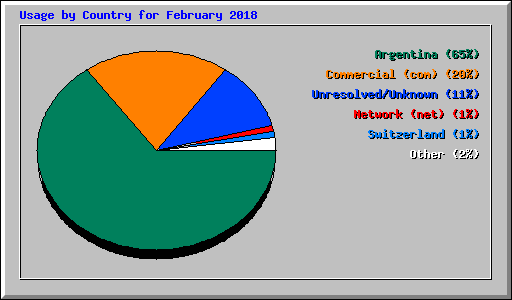 Usage by Country for February 2018
Argentina (65%)
Commercial (com) (20%)
Unresolved/Unknown (11%)
Network (net) (1%)
Switzerland (1%)
Other (2%)